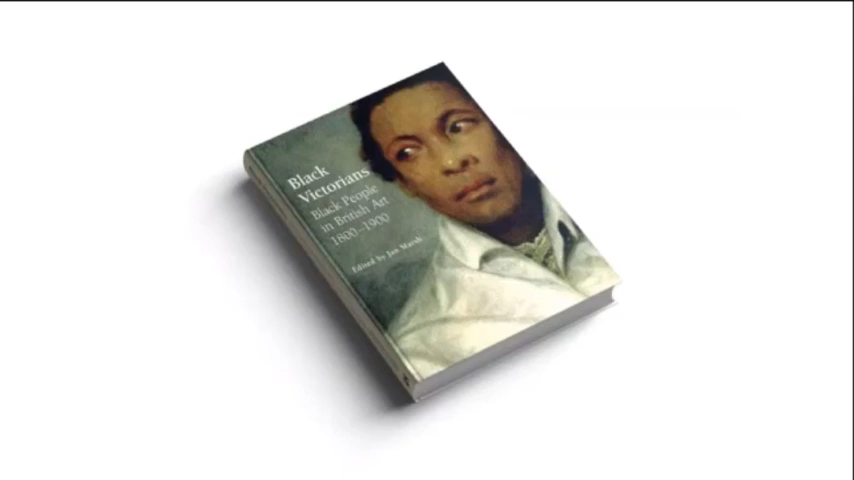 Black
Victorians
Black People
in British Art
1800–1900
Edited by Jan Marsh